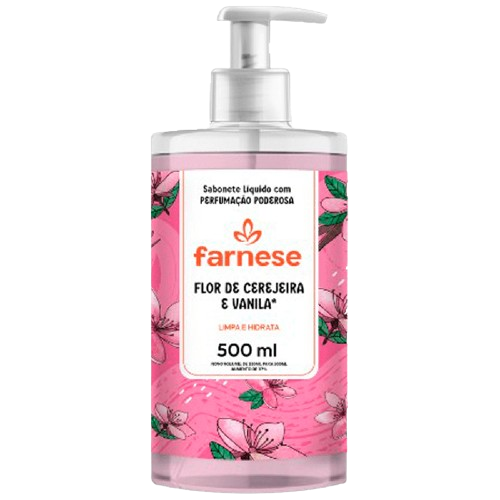 Sabonete Líquido com
PERFUMAÇÃO PODEROSA
farnese
FLOR DE CEREJEIRA
E VANILA*
LIMPA E HIDRATA
500 ml